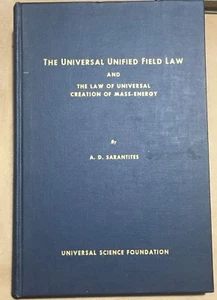 THE UNIVERSAL UNIFIED FIELD LAW
AND
THE LAW OF UNIVERSAL
CREATION OF MASS-ENERGY
By
A. D. SARANTITES
UNIVERSAL SCIENCE FOUNDATION